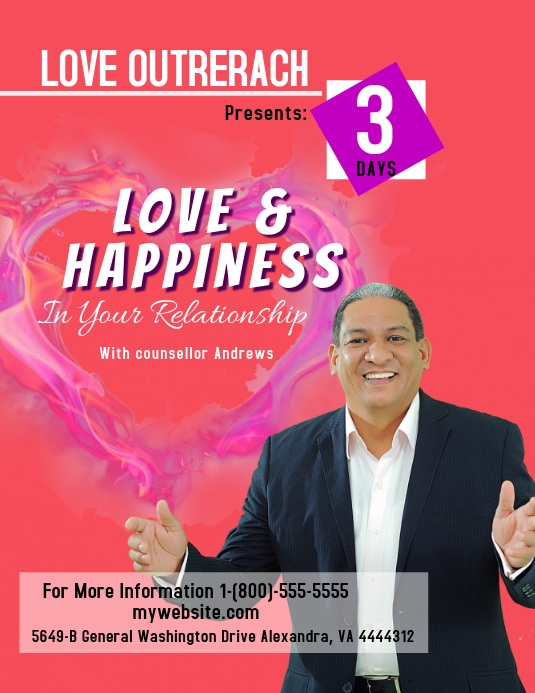 LOVE OUTRERACH
Presents:
3
DAYS
LOVE &
HAPPINESS
In Your Relationship
With counsellor Andrews
For More Information 1-(800)-555-5555
mywebsite.com
5649-B General Washington Drive Alexandra, VA 4444312